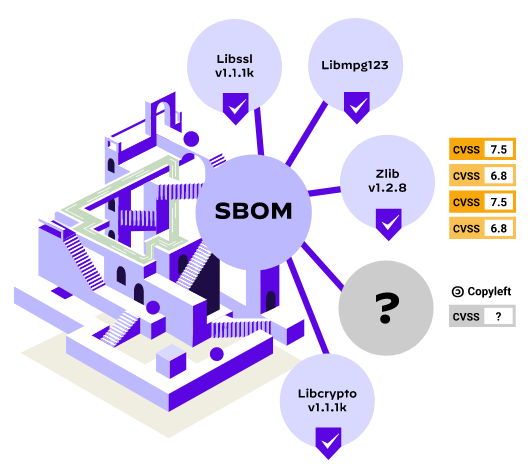 Libssl
v1.1.1k
Libmpg123
Zlib
v1.2.8
CVSS 7.5
CVSS 6.8
CVSS 7.5
CVSS 6.8
SBOM
?
Copyleft
CVSS ?
Libcrypto
v1.1.1k